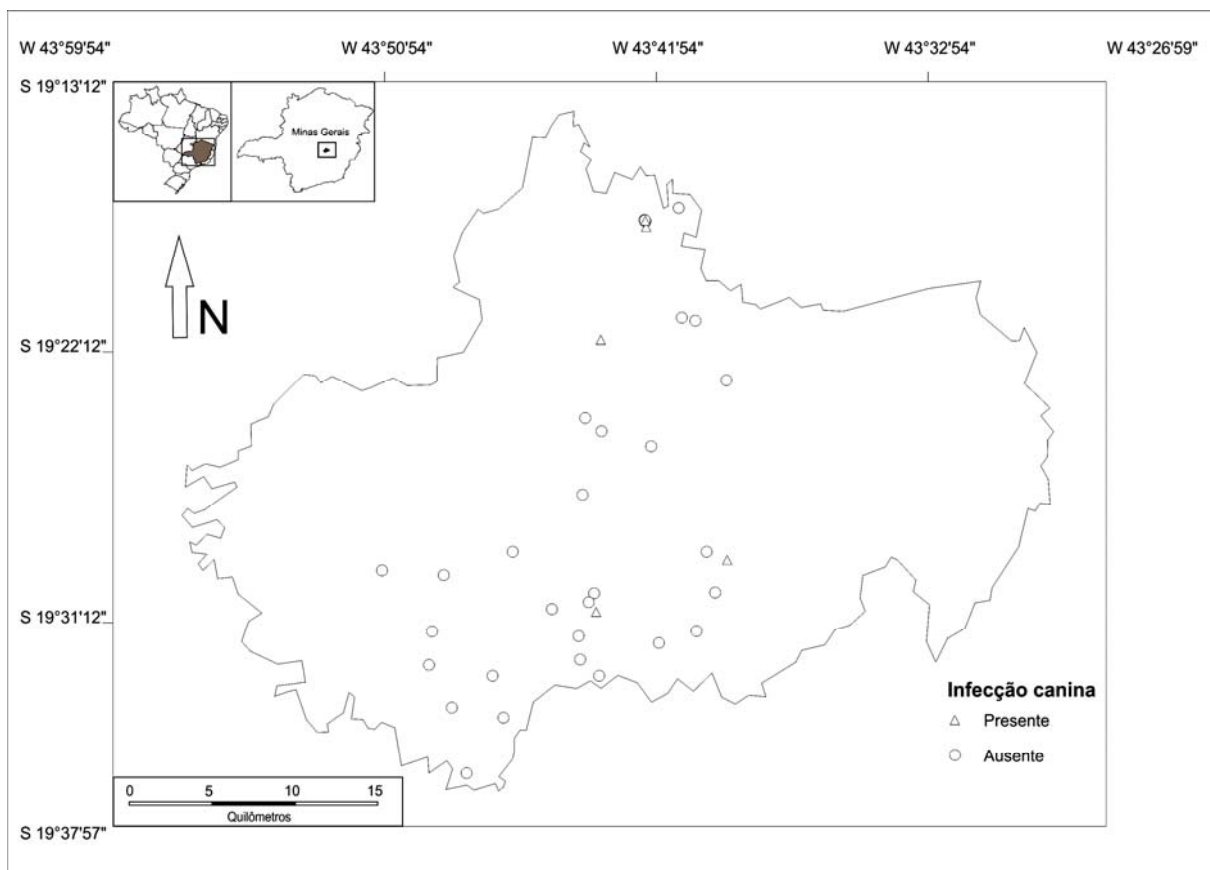 W 43°59'54" W 43°50'54" W 43°41'54" W 43°32'54" W 43°26'59"
S 19°13'12"
Minas Gerais
N
S 19°22'12"
S 19°31'12"
Infecção canina
Presente
Ausente
0 5 10 15
Quilômetros
S 19°37'57"